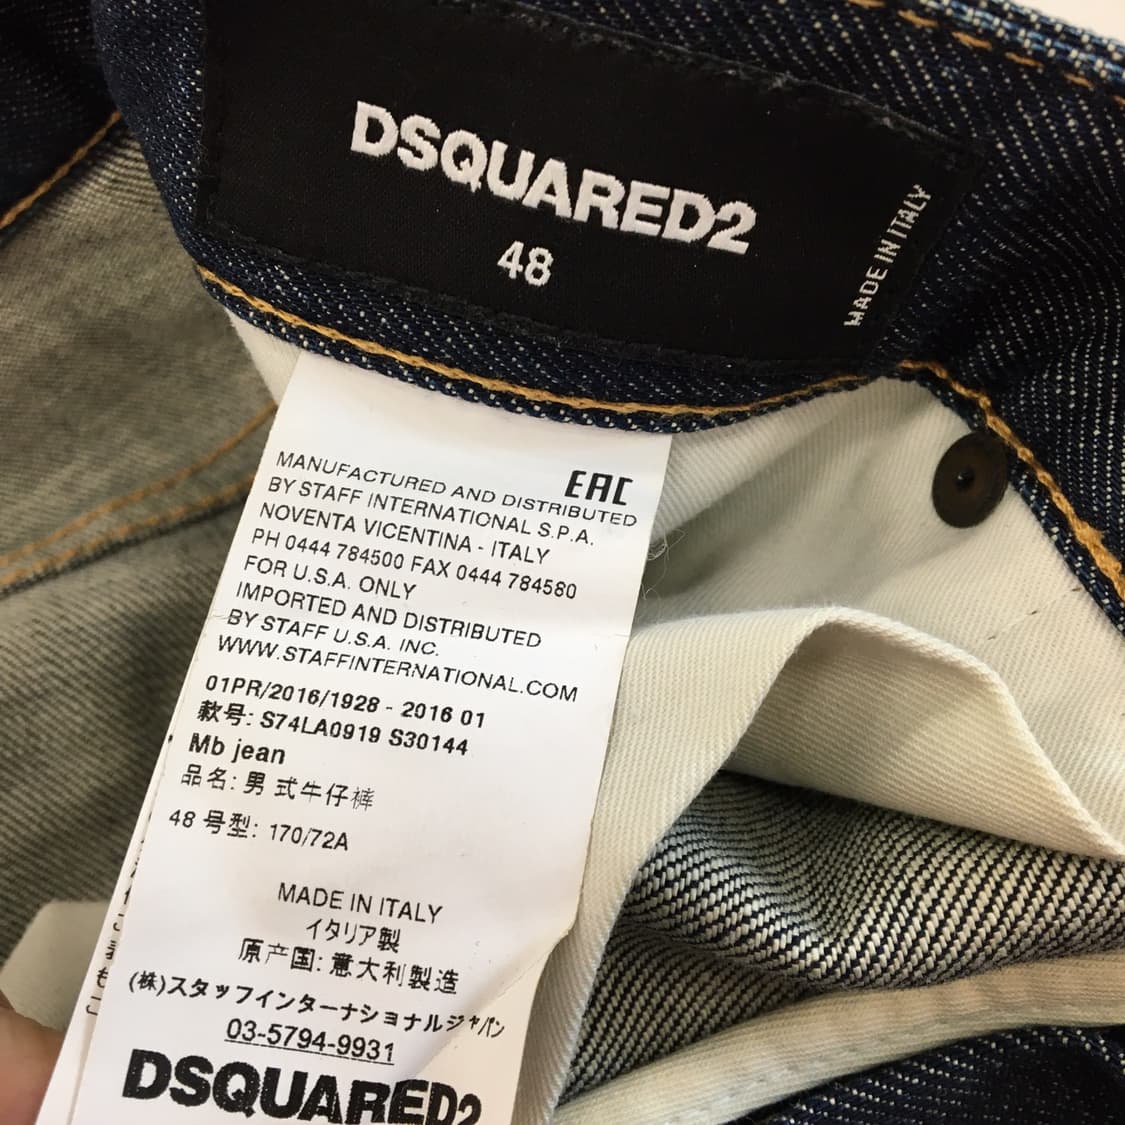 DSQUARED2
48
MADE IN ITALY
EAC
MANUFACTURED AND DISTRIBUTED
BY STAFF INTERNATIONAL S.P.A.
NOVENTA VICENTINA - ITALY
PH 0444 784500 FAX 0444 784580
FOR U.S.A. ONLY
IMPORTED AND DISTRIBUTED
BY STAFF U.S.A. INC.
WWW.STAFFINTERNATIONAL.COM
01PR/2016/1928 - 2016 01
款号: S74LA0919 S30144
Mb jean
品名: 男 式牛仔裤
48 号型: 170/72A
MADE IN ITALY
イタリア製
原产国: 意大利製造
(株)スタッフインターナショナルジャパン
03-5794-9931
DSQUARED2